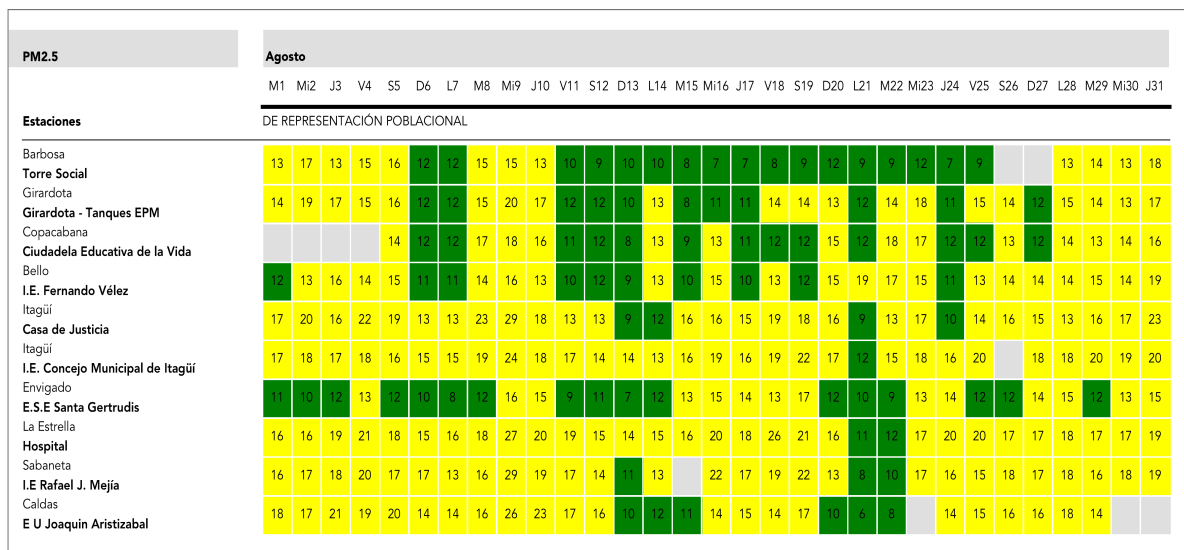 PM2.5 Agosto
M1 Mi2 J3 V4 S5 D6 L7 M8 Mi9 J10 V11 S12 D13 L14 M15 Mi16 J17 V18 S19 D20 L21 M22 Mi23 J24 V25 S26 D27 L28 M29 Mi30 J31
Estaciones DE REPRESENTACIÓN POBLACIONAL
Barbosa
Torre Social
13 17 13 15 16 12 12 15 15 13 10 9 10 10 8 7 7 8 9 12 9 9 12 7 9 13 14 13 18
Girardota
Girardota - Tanques EPM
14 19 17 15 16 12 12 15 20 17 12 12 10 13 8 11 11 14 14 13 12 14 18 11 15 14 12 15 14 13 17
Copacabana
Ciudadela Educativa de la Vida
14 12 12 17 18 16 11 12 8 13 9 13 11 12 12 15 12 18 17 12 12 13 12 14 13 14 16
Bello
I.E. Fernando Vélez
12 13 16 14 15 11 11 14 16 13 10 12 9 13 10 15 10 13 12 15 19 17 15 11 13 14 14 14 15 14 19
Itagüí
Casa de Justicia
17 20 16 22 19 13 13 23 29 18 13 13 9 12 16 16 15 19 18 16 9 13 17 10 14 16 15 13 16 17 23
Itagüí
I.E. Concejo Municipal de Itagüí
17 18 17 18 16 15 15 19 24 18 17 14 14 13 16 19 16 19 22 17 12 15 18 16 20 18 18 20 19 20
Envigado
E.S.E Santa Gertrudis
11 10 12 13 12 10 8 12 16 15 9 11 7 12 13 15 14 13 17 12 10 9 13 14 12 12 14 15 12 13 15
La Estrella
Hospital
16 16 19 21 18 15 16 18 27 20 19 15 14 15 16 20 18 26 21 16 11 12 17 20 20 17 17 18 17 17 19
Sabaneta
I.E Rafael J. Mejía
16 17 18 20 17 17 13 16 29 19 17 14 11 13 22 17 19 22 13 8 10 17 16 15 18 17 18 16 18 19
Caldas
E U Joaquin Aristizabal
18 17 21 19 20 14 14 16 26 23 17 16 10 12 11 14 15 14 17 10 6 8 14 15 16 16 18 14